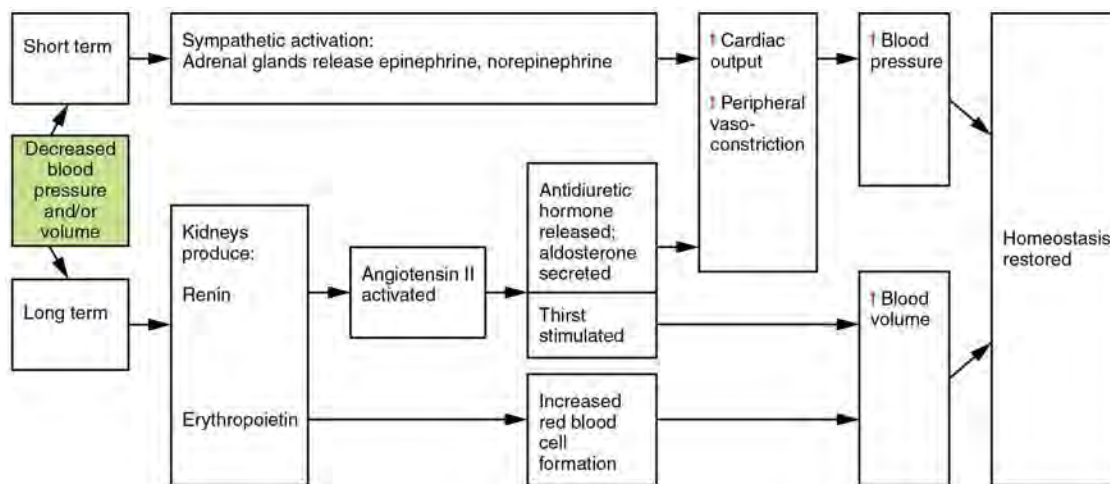 Short term
Sympathetic activation:
Adrenal glands release epinephrine, norepinephrine
↑ Cardiac
output
↑ Peripheral
vaso-
constriction
↑ Blood
pressure
Decreased
blood
pressure
and/or
volume
Long term
Kidneys
produce:
Renin
Erythropoietin
Angiotensin II
activated
Antidiuretic
hormone
released;
aldosterone
secreted
Thirst
stimulated
Increased
red blood
cell
formation
↑ Blood
volume
Homeostasis
restored